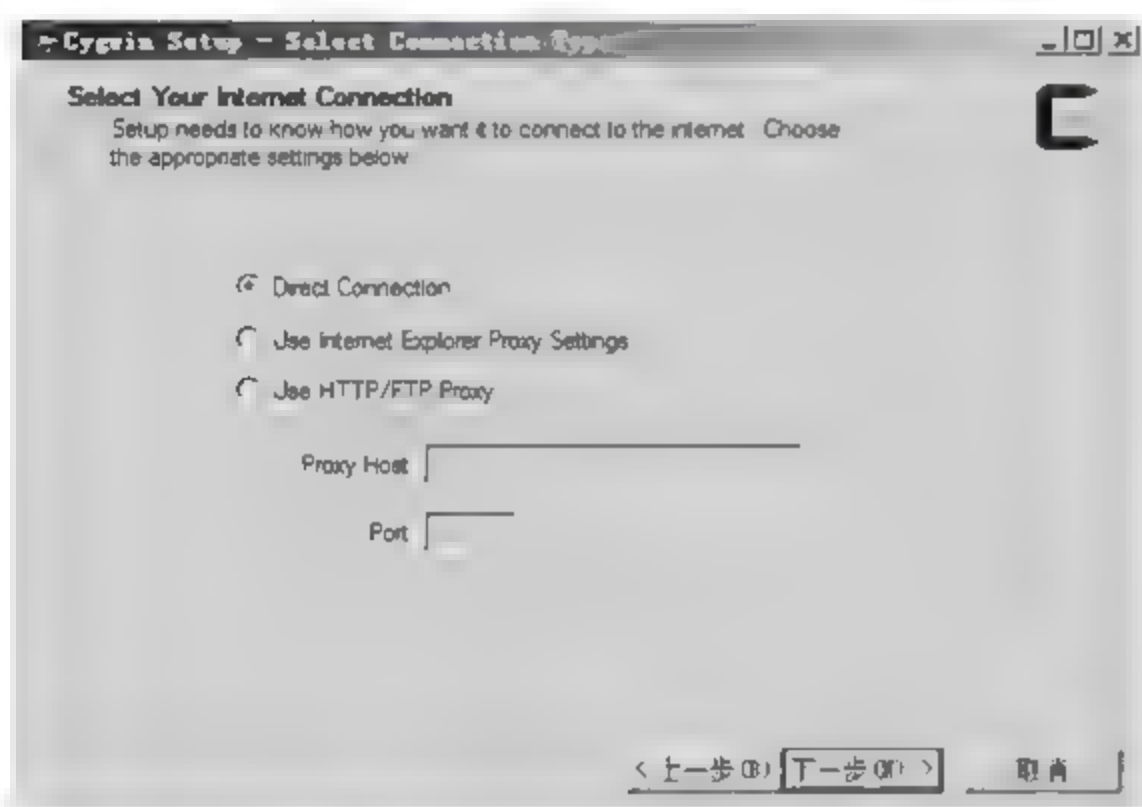 Cygwin Setup - Select Connection Type
Select Your Internet Connection
Setup needs to know how you want it to connect to the internet Choose
the appropriate settings below
Direct Connection
Use Internet Explorer Proxy Settings
Use HTTP/FTP Proxy
Proxy Host
Port
< 上一步(B) 下一步(N) > 取消